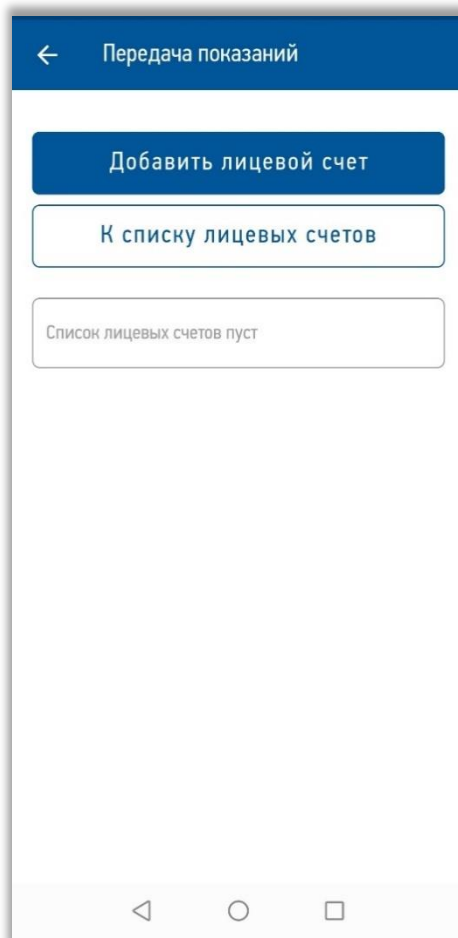 Передача показаний
Добавить лицевой счет
К списку лицевых счетов
Список лицевых счетов пуст